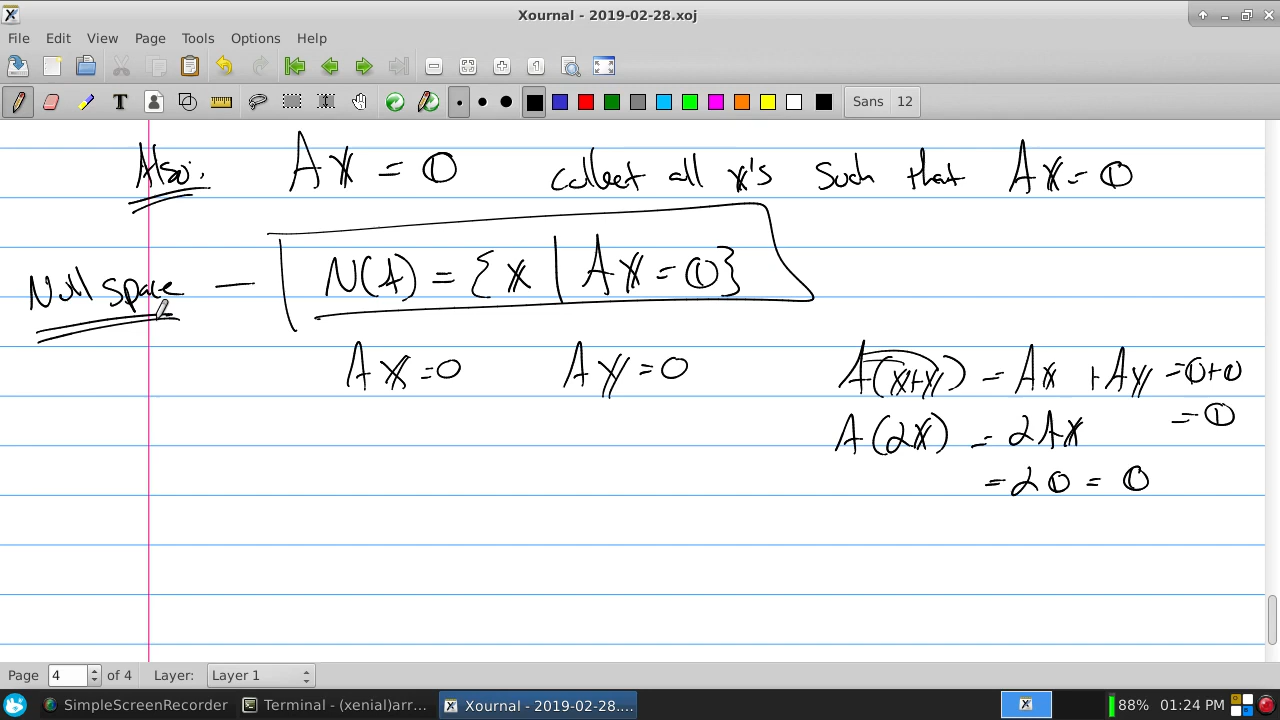 Xournal - 2019-02-28.xoj
File Edit View Page Tools Options Help
Sans 12
Also: Ax = 0 collect all x's such that Ax = 0
Null space — N(A) = {x | Ax = 0}
Ax = 0 Ay = 0 A(x+y) = Ax + Ay = 0+0
= 0
A(2x) = 2Ax
= 20 = 0
Page 4 of 4 Layer: Layer 1
SimpleScreenRecorder Terminal - (xenial)arr... Xournal - 2019-02-28.... 88% 01:24 PM